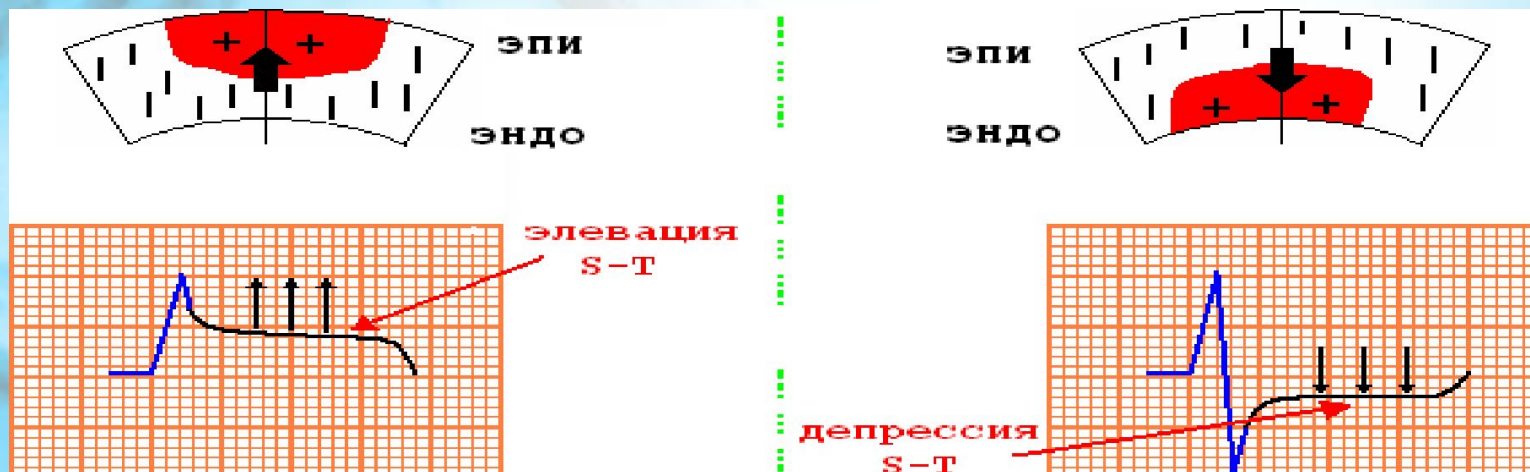 эпи
эндо
элевация
S-T
эпи
эндо
депрессия
S-T